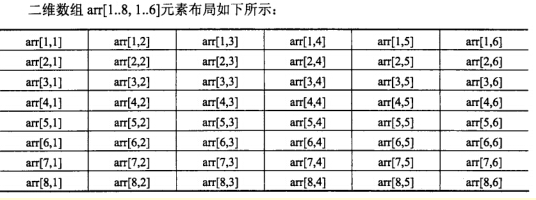 二维数组 arr[1..8, 1..6]元素布局如下所示：
arr[1,1] arr[1,2] arr[1,3] arr[1,4] arr[1,5] arr[1,6]
arr[2,1] arr[2,2] arr[2,3] arr[2,4] arr[2,5] arr[2,6]
arr[3,1] arr[3,2] arr[3,3] arr[3,4] arr[3,5] arr[3,6]
arr[4,1] arr[4,2] arr[4,3] arr[4,4] arr[4,5] arr[4,6]
arr[5,1] arr[5,2] arr[5,3] arr[5,4] arr[5,5] arr[5,6]
arr[6,1] arr[6,2] arr[6,3] arr[6,4] arr[6,5] arr[6,6]
arr[7,1] arr[7,2] arr[7,3] arr[7,4] arr[7,5] arr[7,6]
arr[8,1] arr[8,2] arr[8,3] arr[8,4] arr[8,5] arr[8,6]